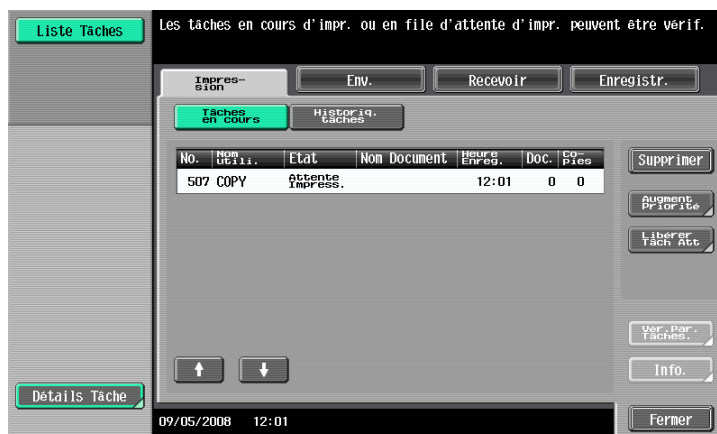 Liste Tâches
Les tâches en cours d'impr. ou en file d'attente d'impr. peuvent être vérif.
Impres-
sion
Env.
Recevoir
Enregistr.
Tâches
en cours
Historiq.
tâches
No. Nom utili. Etat Nom Document Heure Enreg. Doc. Co-pies
507 COPY Attente Impress. 12:01 0 0
Supprimer
Augment
Priorité
Libérer
Tâch Att
Ver.Par.
Tâches.
Info.
Détails Tâche
09/05/2008 12:01
Fermer